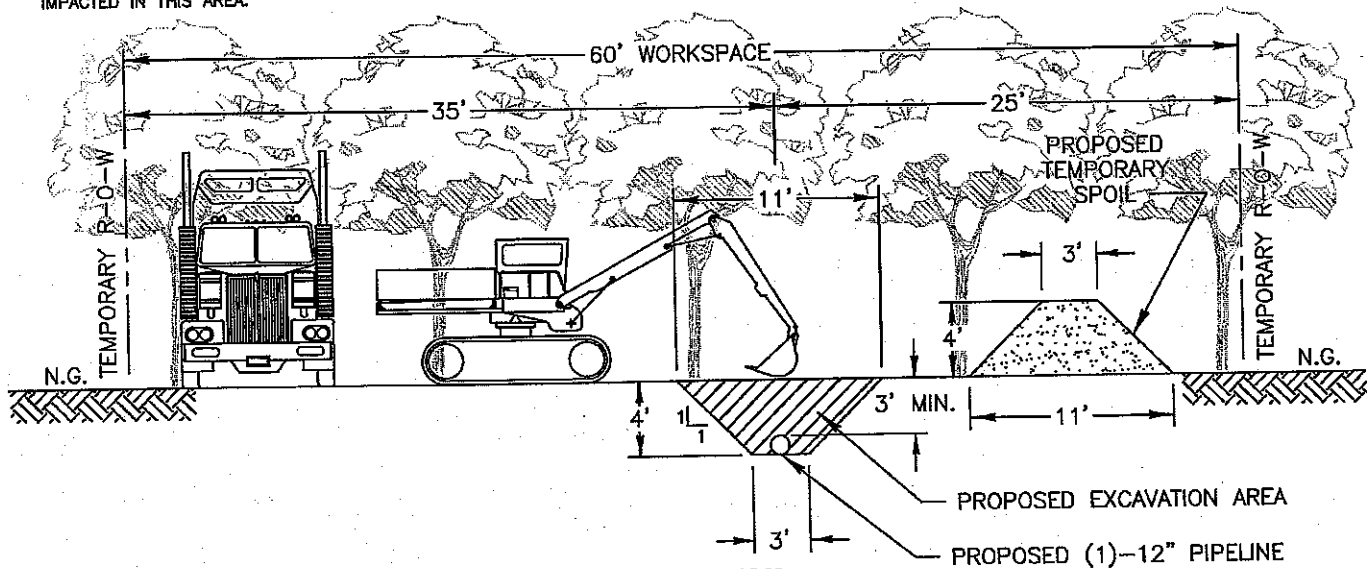 IMPACTED IN THIS AREA.
60' WORKSPACE
35'
25'
TEMPORARY R-O-W
PROPOSED
TEMPORARY
SPOIL
TEMPORARY R-O-W
11'
3'
4'
N.G.
N.G.
4'
1
1
3' MIN.
11'
3'
PROPOSED EXCAVATION AREA
PROPOSED (1)-12" PIPELINE